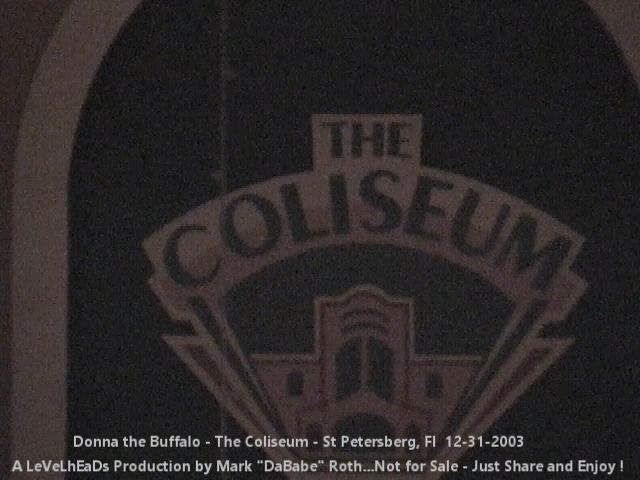 THE
COLISEUM
Donna the Buffalo - The Coliseum - St Petersberg, Fl  12-31-2003
A LeVeLhEaDs Production by Mark "DaBabe" Roth...Not for Sale - Just Share and Enjoy !